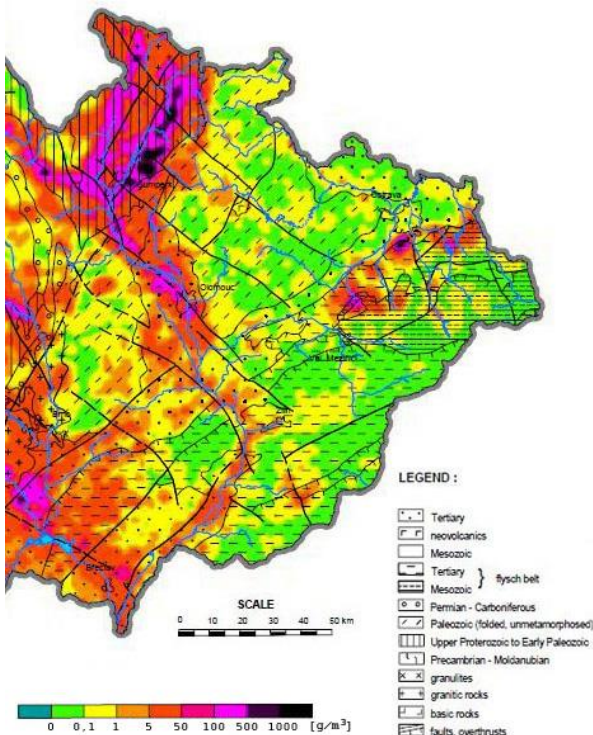 Šumperk
Ostrava
Olomouc
Val. Meziříčí
Zlín
Brno
Břeclav
LEGEND :
Tertiary
neovolcanics
Mesozoic
Tertiary
Mesozoic
} flysch belt
Permian - Carboniferous
Paleozoic (folded, unmetamorphosed)
Upper Proterozoic to Early Paleozoic
Precambrian - Moldanubian
granulites
granitic rocks
basic rocks
faults, overthrusts
SCALE
0 10 20 30 40 50 km
0 0,1 1 5 50 100 500 1000 [g/m³]